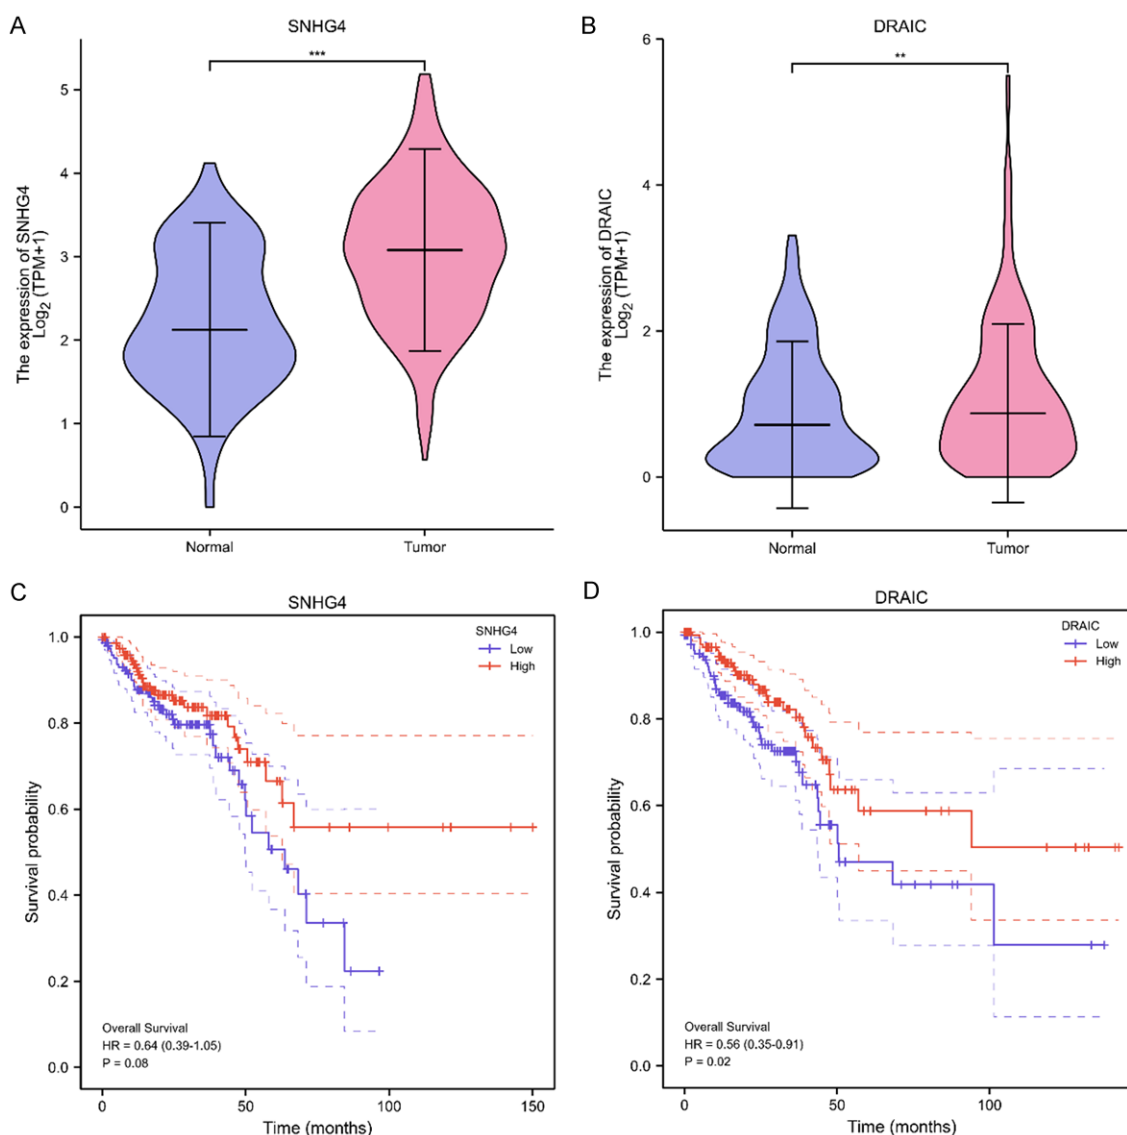 A
SNHG4
***
The expression of SNHG4
Log₂ (TPM+1)
5
4
3
2
1
0
Normal
Tumor
B
DRAIC
**
The expression of DRAIC
Log₂ (TPM+1)
6
4
2
0
Normal
Tumor
C
SNHG4
SNHG4
Low
High
Survival probability
1.0
0.8
0.6
0.4
0.2
0.0
Overall Survival
HR = 0.64 (0.39-1.05)
P = 0.08
0
50
100
150
Time (months)
D
DRAIC
DRAIC
Low
High
Survival probability
1.0
0.8
0.6
0.4
0.2
0.0
Overall Survival
HR = 0.56 (0.35-0.91)
P = 0.02
0
50
100
Time (months)